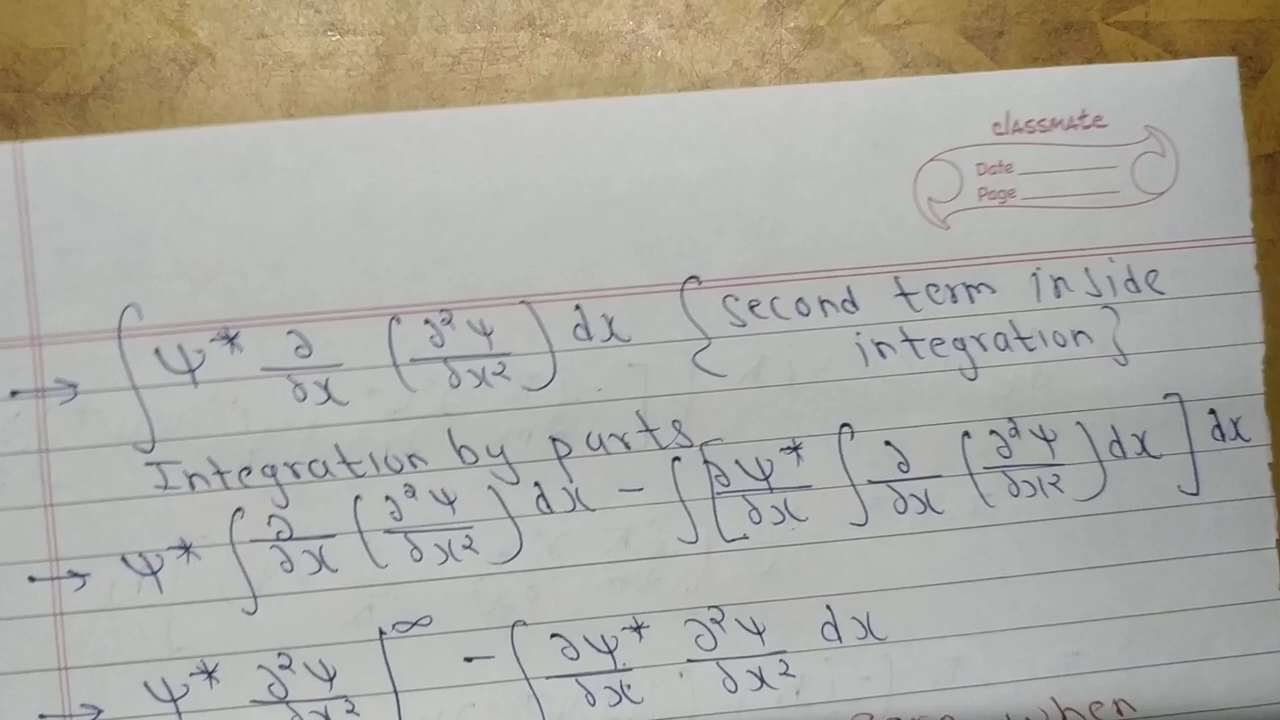 classmate
Date
Page
→ ∫ ψ* ∂/∂x (∂²ψ/∂x²) dx { second term inside
integration}
Integration by parts
→ ψ* ∫ ∂/∂x (∂²ψ/∂x²) dx - ∫ [∂ψ*/∂x ∫ ∂/∂x (∂²ψ/∂x²) dx ] dx
→ ψ* ∂²ψ/∂x² |^∞ - ∫ ∂ψ*/∂x ∂²ψ/∂x² dx
when